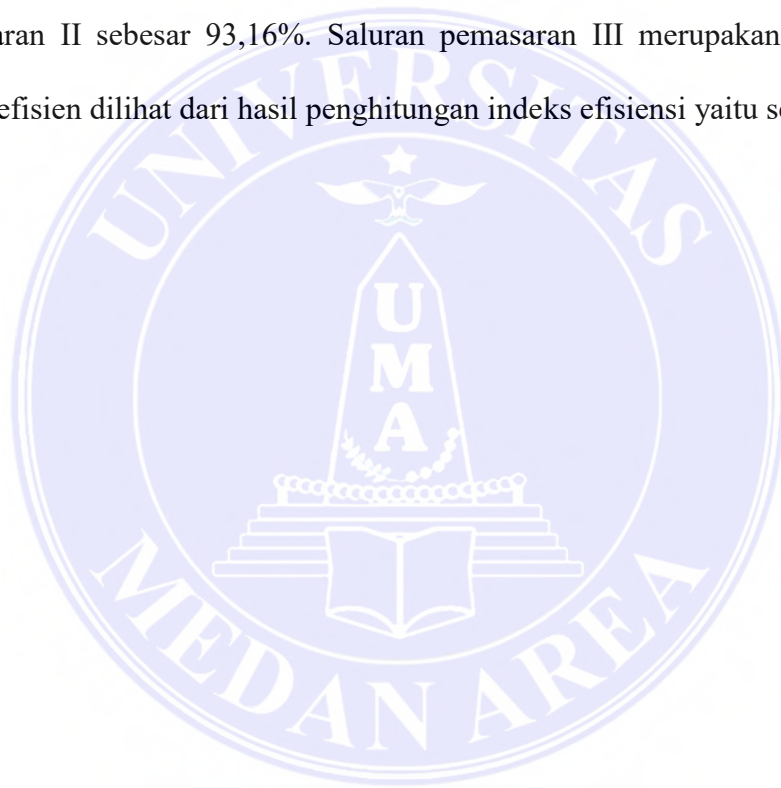 aran II sebesar 93,16%. Saluran pemasaran III merupakan
efisien dilihat dari hasil penghitungan indeks efisiensi yaitu se
UNIVERSITAS
U
M
A
MEDAN AREA